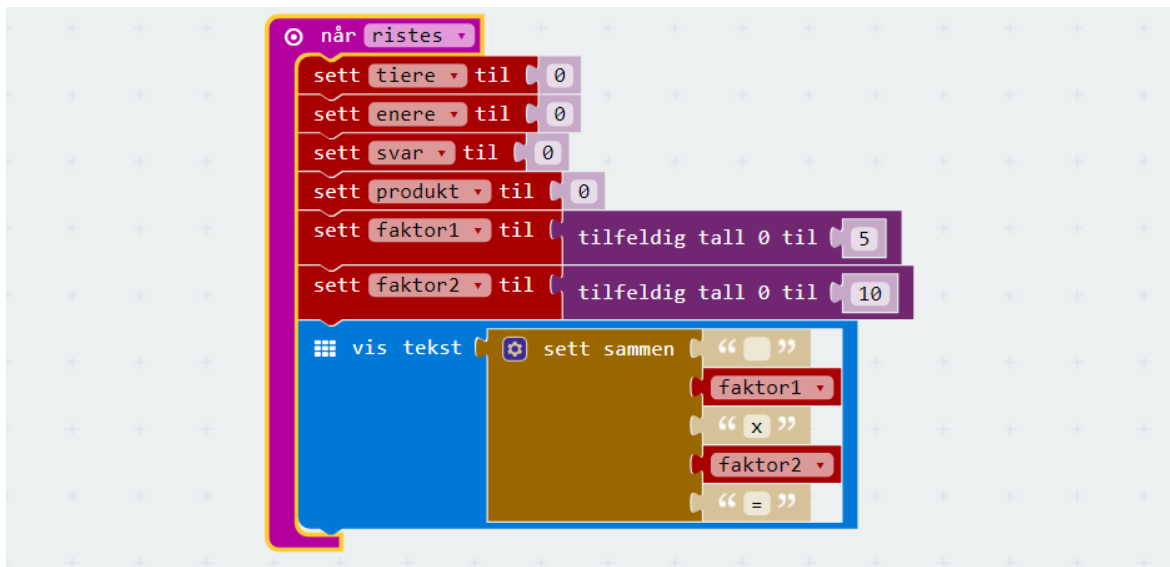 når ristes
sett tiere til 0
sett enere til 0
sett svar til 0
sett produkt til 0
sett faktor1 til tilfeldig tall 0 til 5
sett faktor2 til tilfeldig tall 0 til 10
vis tekst sett sammen “ ”
faktor1
“ x ”
faktor2
“ = ”